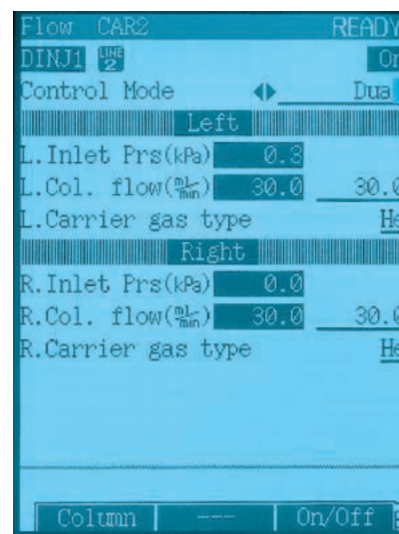 Flow CAR2 READY
DINJ1 LINE 2 On
Control Mode Dua
Left
L.Inlet Prs(kPa) 0.3
L.Col. flow(mL/min) 30.0 30.0
L.Carrier gas type He
Right
R.Inlet Prs(kPa) 0.0
R.Col. flow(mL/min) 30.0 30.0
R.Carrier gas type He
Column --- On/Off